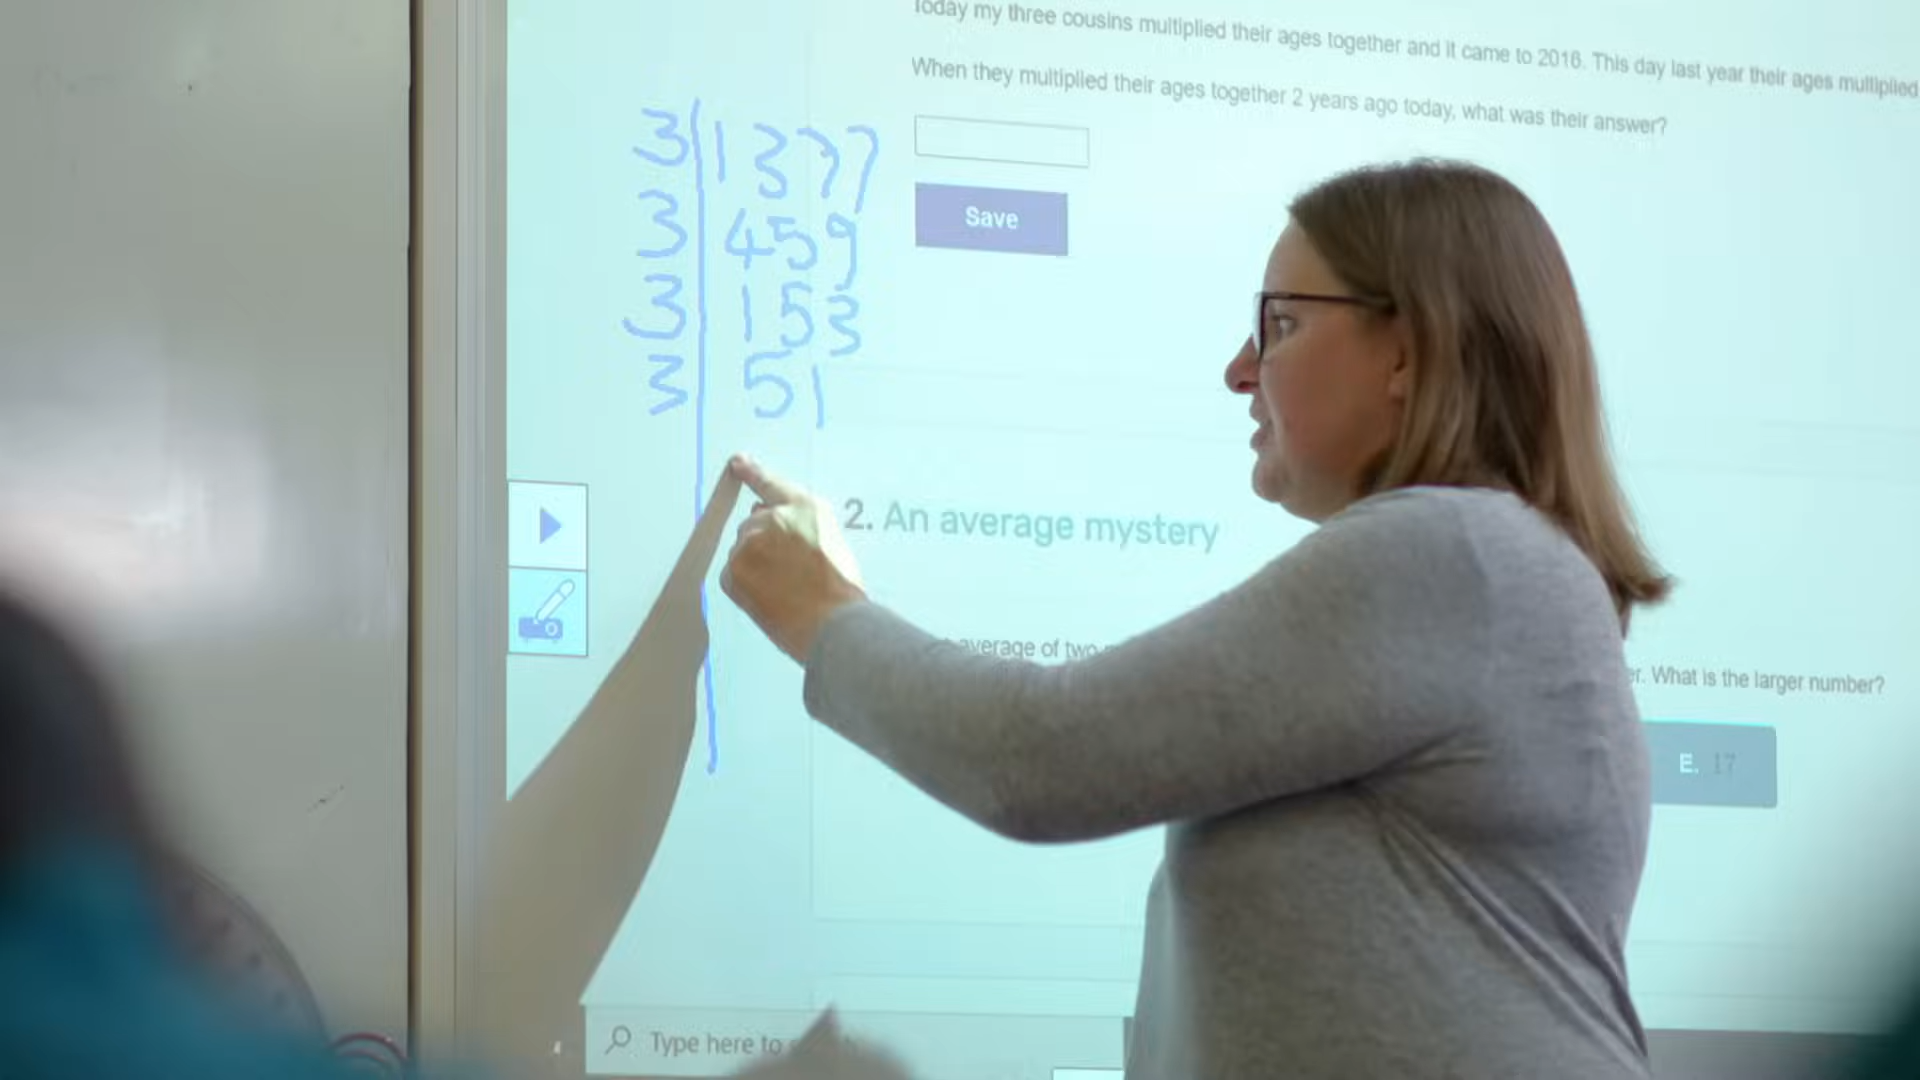 Today my three cousins multiplied their ages together and it came to 2016. This day last year their ages multiplied
When they multiplied their ages together 2 years ago today, what was their answer?
Save
3 1377
3 459
3 153
3 51
2. An average mystery
average of two
er. What is the larger number?
E. 17
Type here to